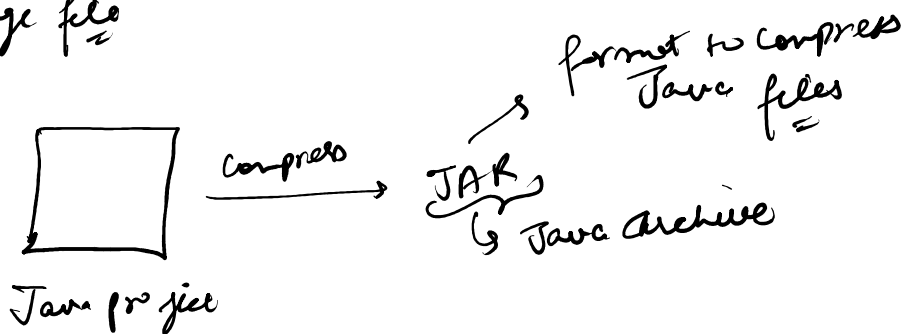 ge file
format to compress
Java files
compress
JAR
Java Archive
Java project